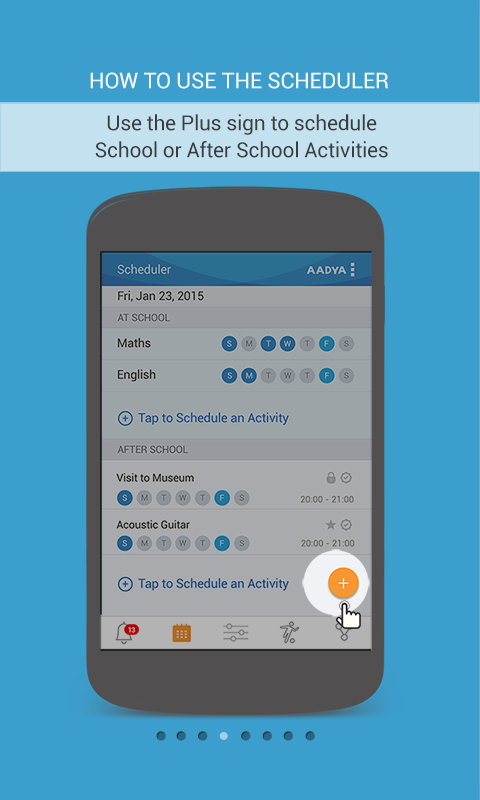 HOW TO USE THE SCHEDULER
Use the Plus sign to schedule
School or After School Activities
Scheduler AADYA
Fri, Jan 23, 2015
AT SCHOOL
Maths S M T W T F S
English S M T W T F S
Tap to Schedule an Activity
AFTER SCHOOL
Visit to Museum
S M T W T F S 20:00 - 21:00
Acoustic Guitar
S M T W T F S 20:00 - 21:00
Tap to Schedule an Activity
13